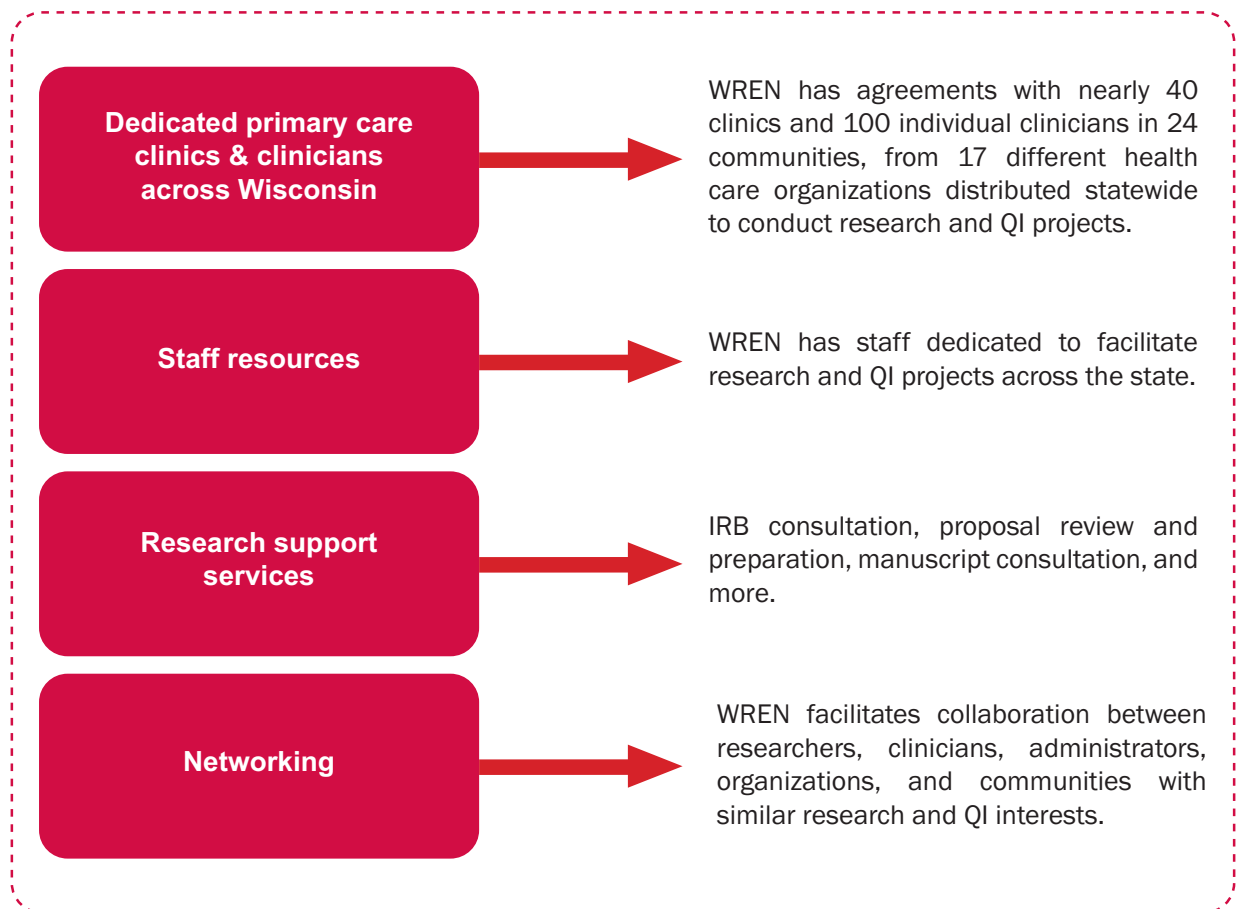 Dedicated primary care
clinics & clinicians
across Wisconsin
WREN has agreements with nearly 40
clinics and 100 individual clinicians in 24
communities, from 17 different health
care organizations distributed statewide
to conduct research and QI projects.
Staff resources
WREN has staff dedicated to facilitate
research and QI projects across the state.
Research support
services
IRB consultation, proposal review and
preparation, manuscript consultation, and
more.
Networking
WREN facilitates collaboration between
researchers, clinicians, administrators,
organizations, and communities with
similar research and QI interests.